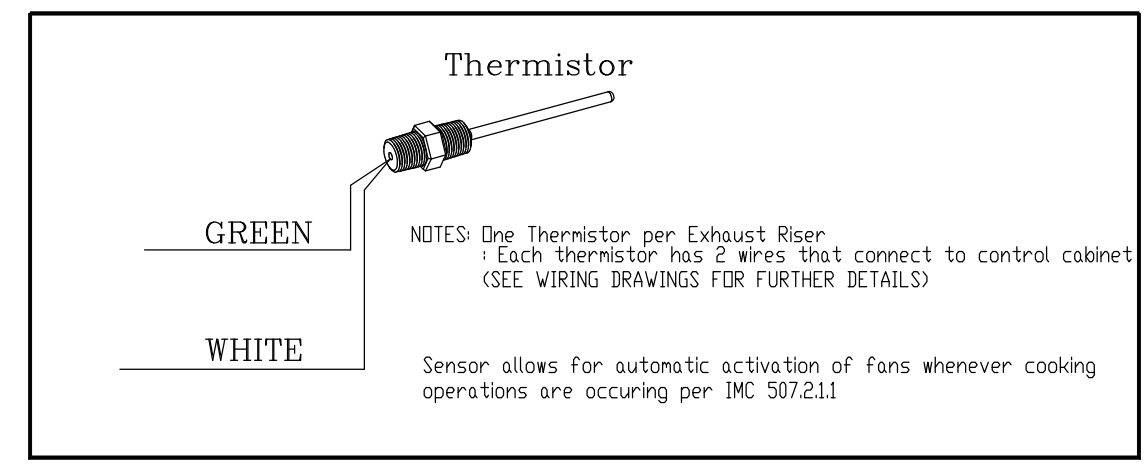 Thermistor
GREEN
NOTES: One Thermistor per Exhaust Riser
: Each thermistor has 2 wires that connect to control cabinet
(SEE WIRING DRAWINGS FOR FURTHER DETAILS)
WHITE
Sensor allows for automatic activation of fans whenever cooking
operations are occuring per IMC 507.2.1.1